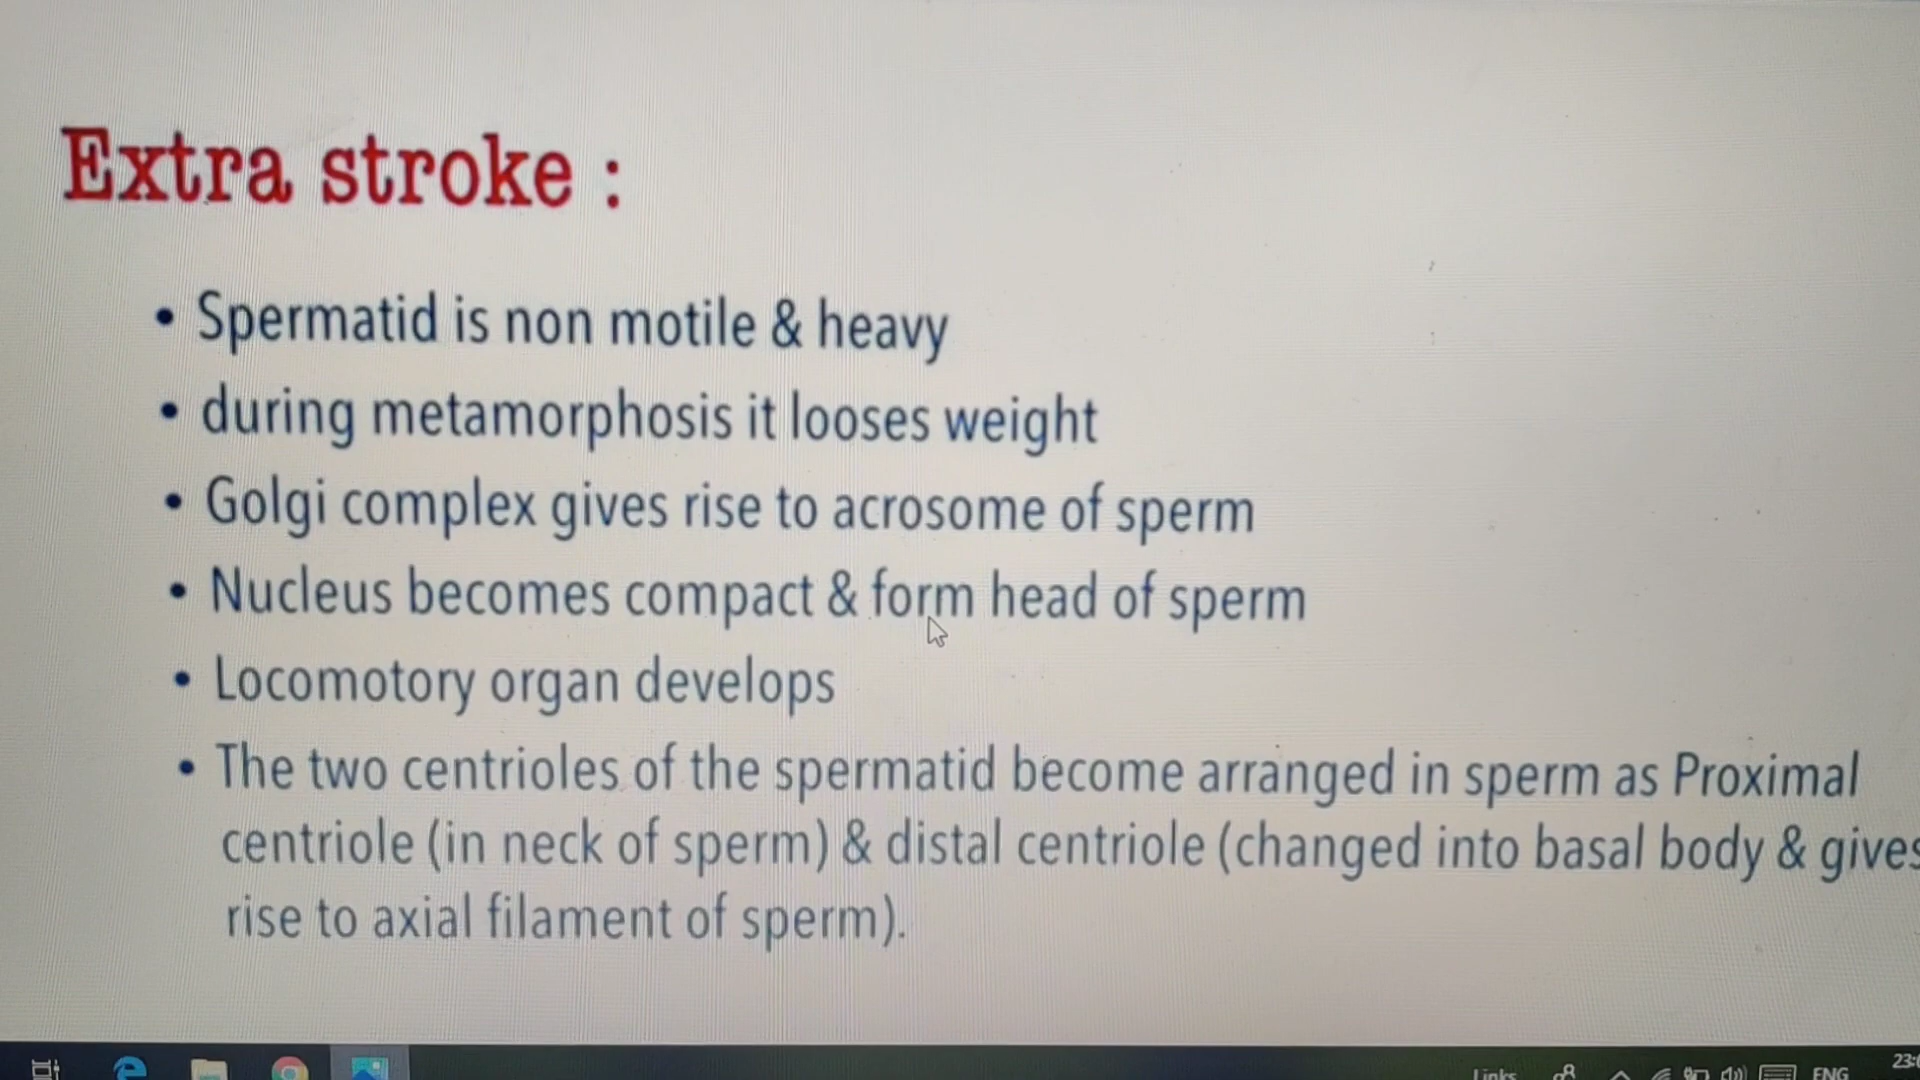 Extra stroke :
• Spermatid is non motile & heavy
• during metamorphosis it looses weight
• Golgi complex gives rise to acrosome of sperm
• Nucleus becomes compact & form head of sperm
• Locomotory organ develops
• The two centrioles of the spermatid become arranged in sperm as Proximal
centriole (in neck of sperm) & distal centriole (changed into basal body & gives
rise to axial filament of sperm).
Links ENG